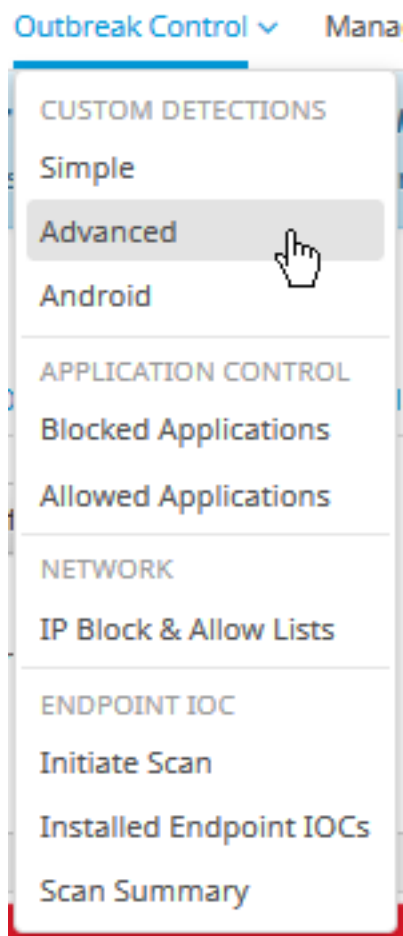 Outbreak Control
CUSTOM DETECTIONS
Simple
Advanced
Android
APPLICATION CONTROL
Blocked Applications
Allowed Applications
NETWORK
IP Block & Allow Lists
ENDPOINT IOC
Initiate Scan
Installed Endpoint IOCs
Scan Summary